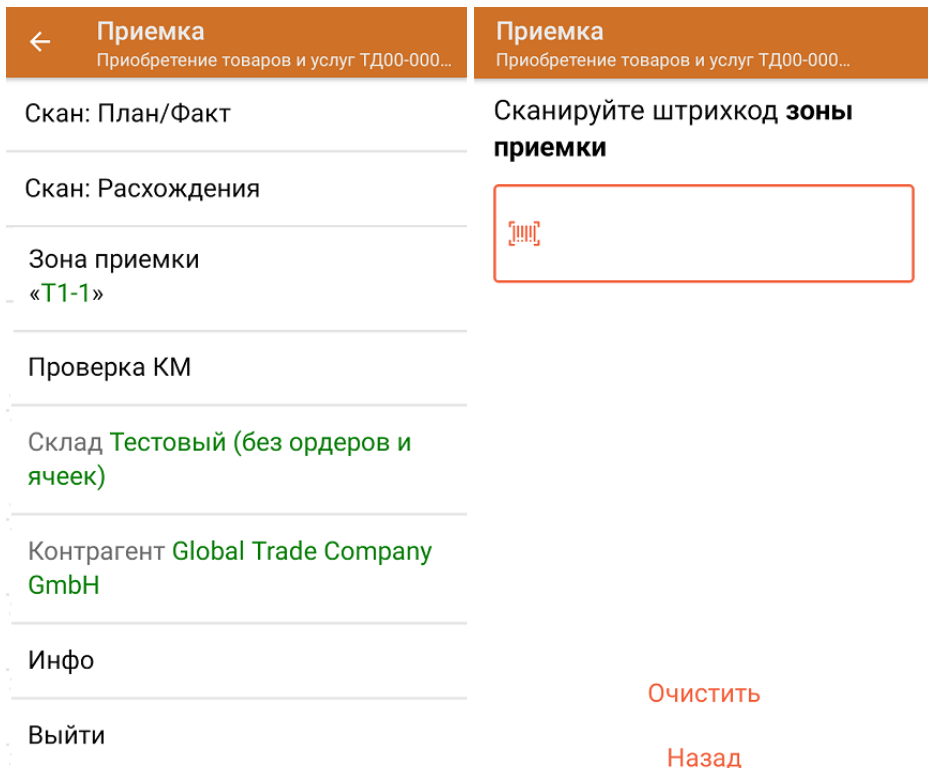 Приемка
Приобретение товаров и услуг ТД00-000...
Скан: План/Факт
Скан: Расхождения
Зона приемки
«Т1-1»
Проверка КМ
Склад Тестовый (без ордеров и
ячеек)
Контрагент Global Trade Company
GmbH
Инфо
Выйти
Приемка
Приобретение товаров и услуг ТД00-000...
Сканируйте штрихкод зоны
приемки
Очистить
Назад